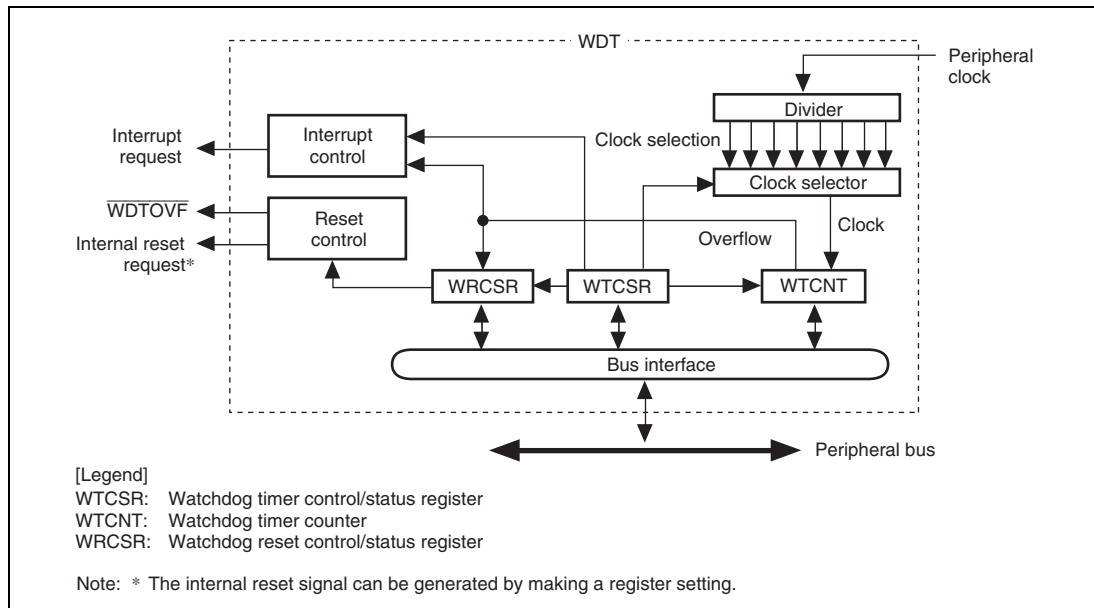 WDT
Peripheral
clock
Divider
Clock selection
Clock selector
Interrupt
request
Interrupt
control
WDTOVF
Internal reset
request*
Reset
control
Overflow
Clock
WRCSR
WTCSR
WTCNT
Bus interface
Peripheral bus
[Legend]
WTCSR: Watchdog timer control/status register
WTCNT: Watchdog timer counter
WRCSR: Watchdog reset control/status register
Note: * The internal reset signal can be generated by making a register setting.